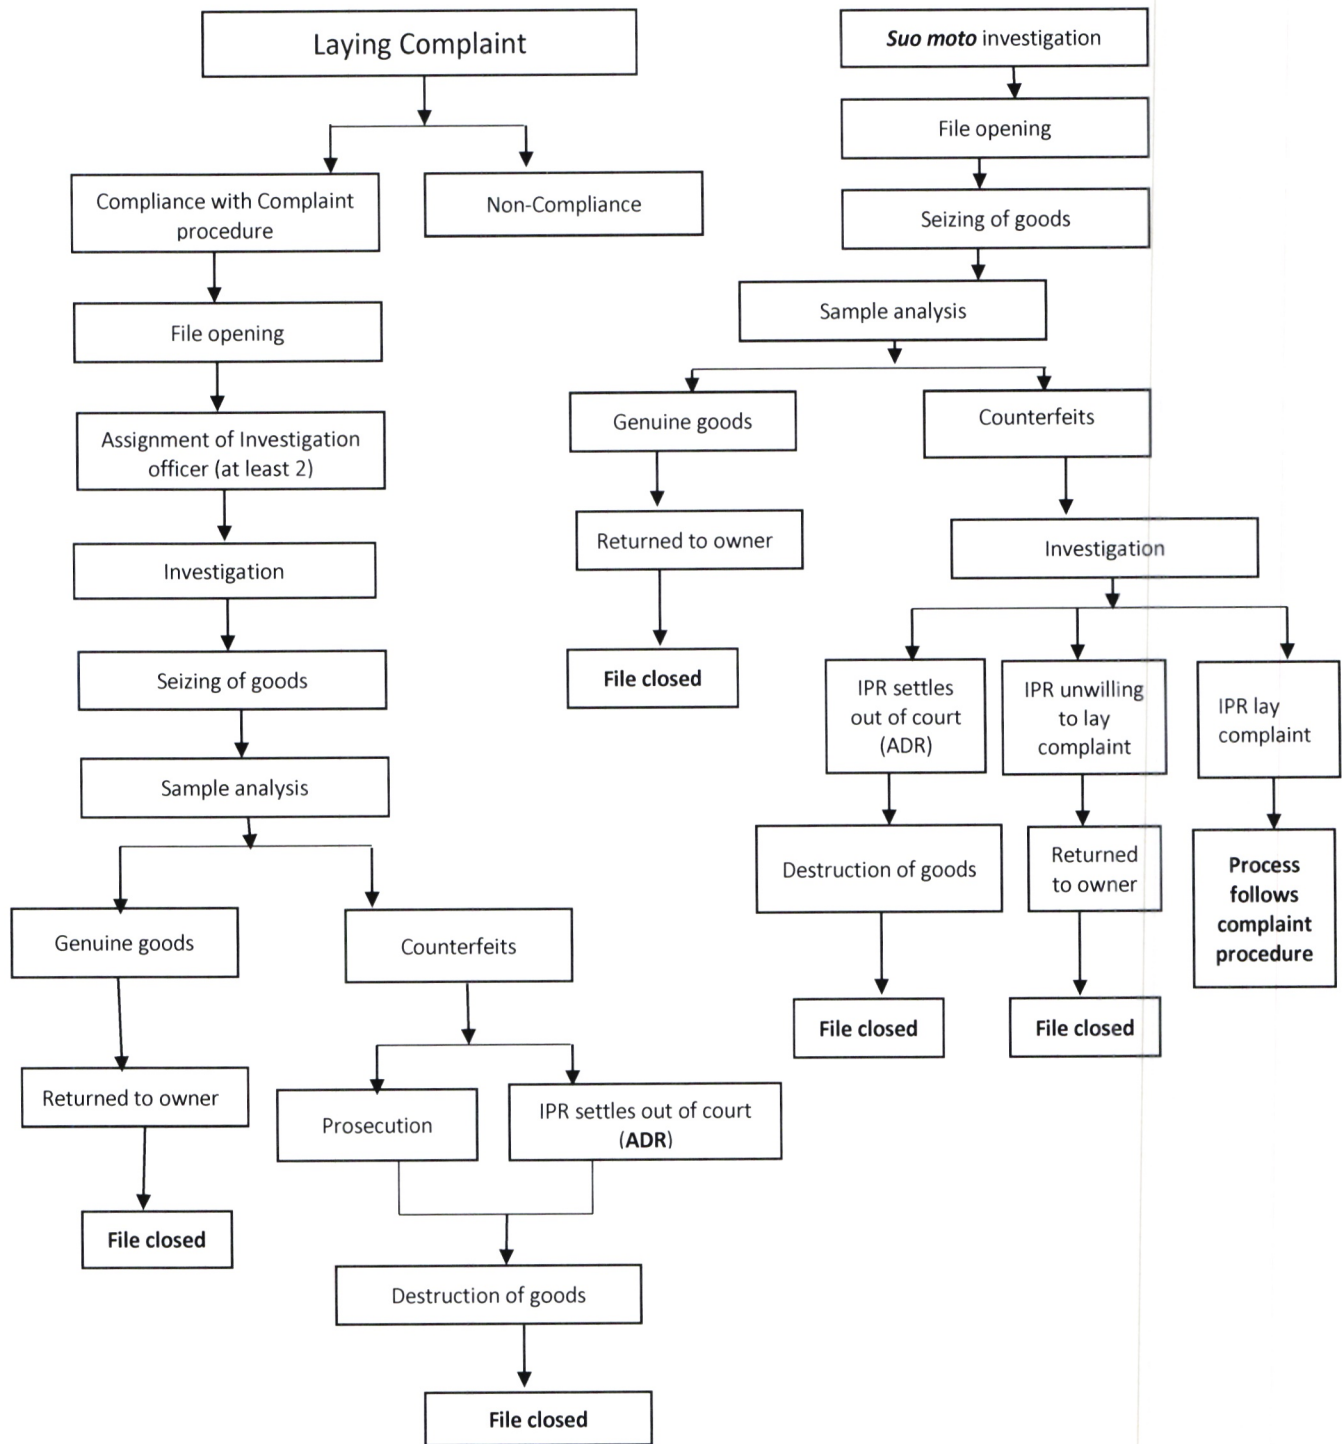 Laying Complaint
Compliance with Complaint
procedure
Non-Compliance
File opening
Assignment of Investigation
officer (at least 2)
Investigation
Seizing of goods
Sample analysis
Genuine goods
Counterfeits
Returned to owner
Prosecution
IPR settles out of court
(ADR)
File closed
Destruction of goods
File closed
Suo moto investigation
File opening
Seizing of goods
Sample analysis
Genuine goods
Counterfeits
Returned to owner
Investigation
File closed
IPR settles
out of court
(ADR)
IPR unwilling
to lay
complaint
IPR lay
complaint
Destruction of goods
Returned
to owner
Process
follows
complaint
procedure
File closed
File closed